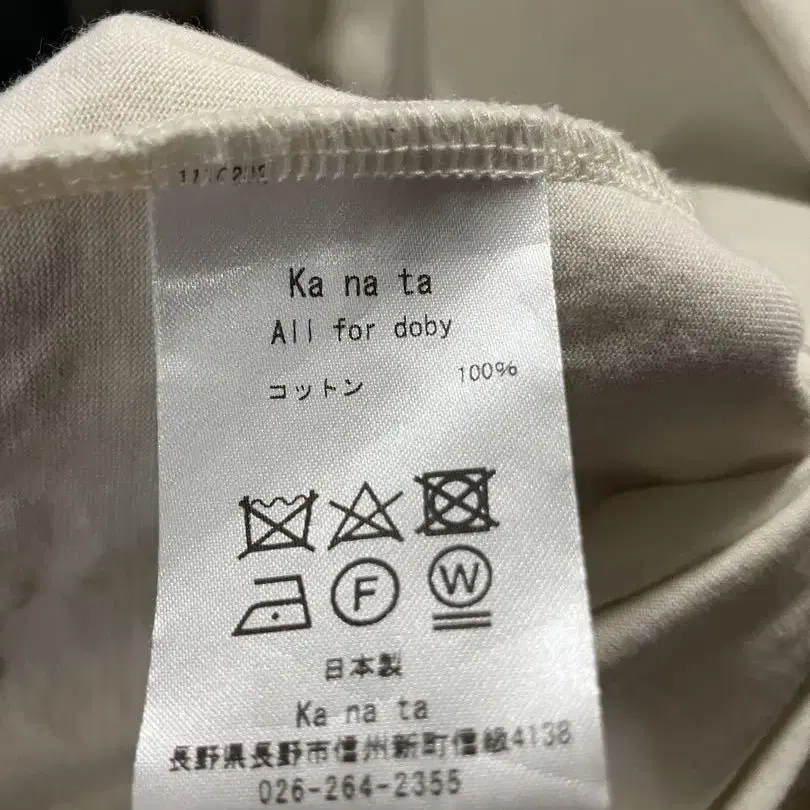 Ka na ta
All for doby
コットン 100%
F W
日本製
Ka na ta
長野県長野市信州新町信級4138
026-264-2355